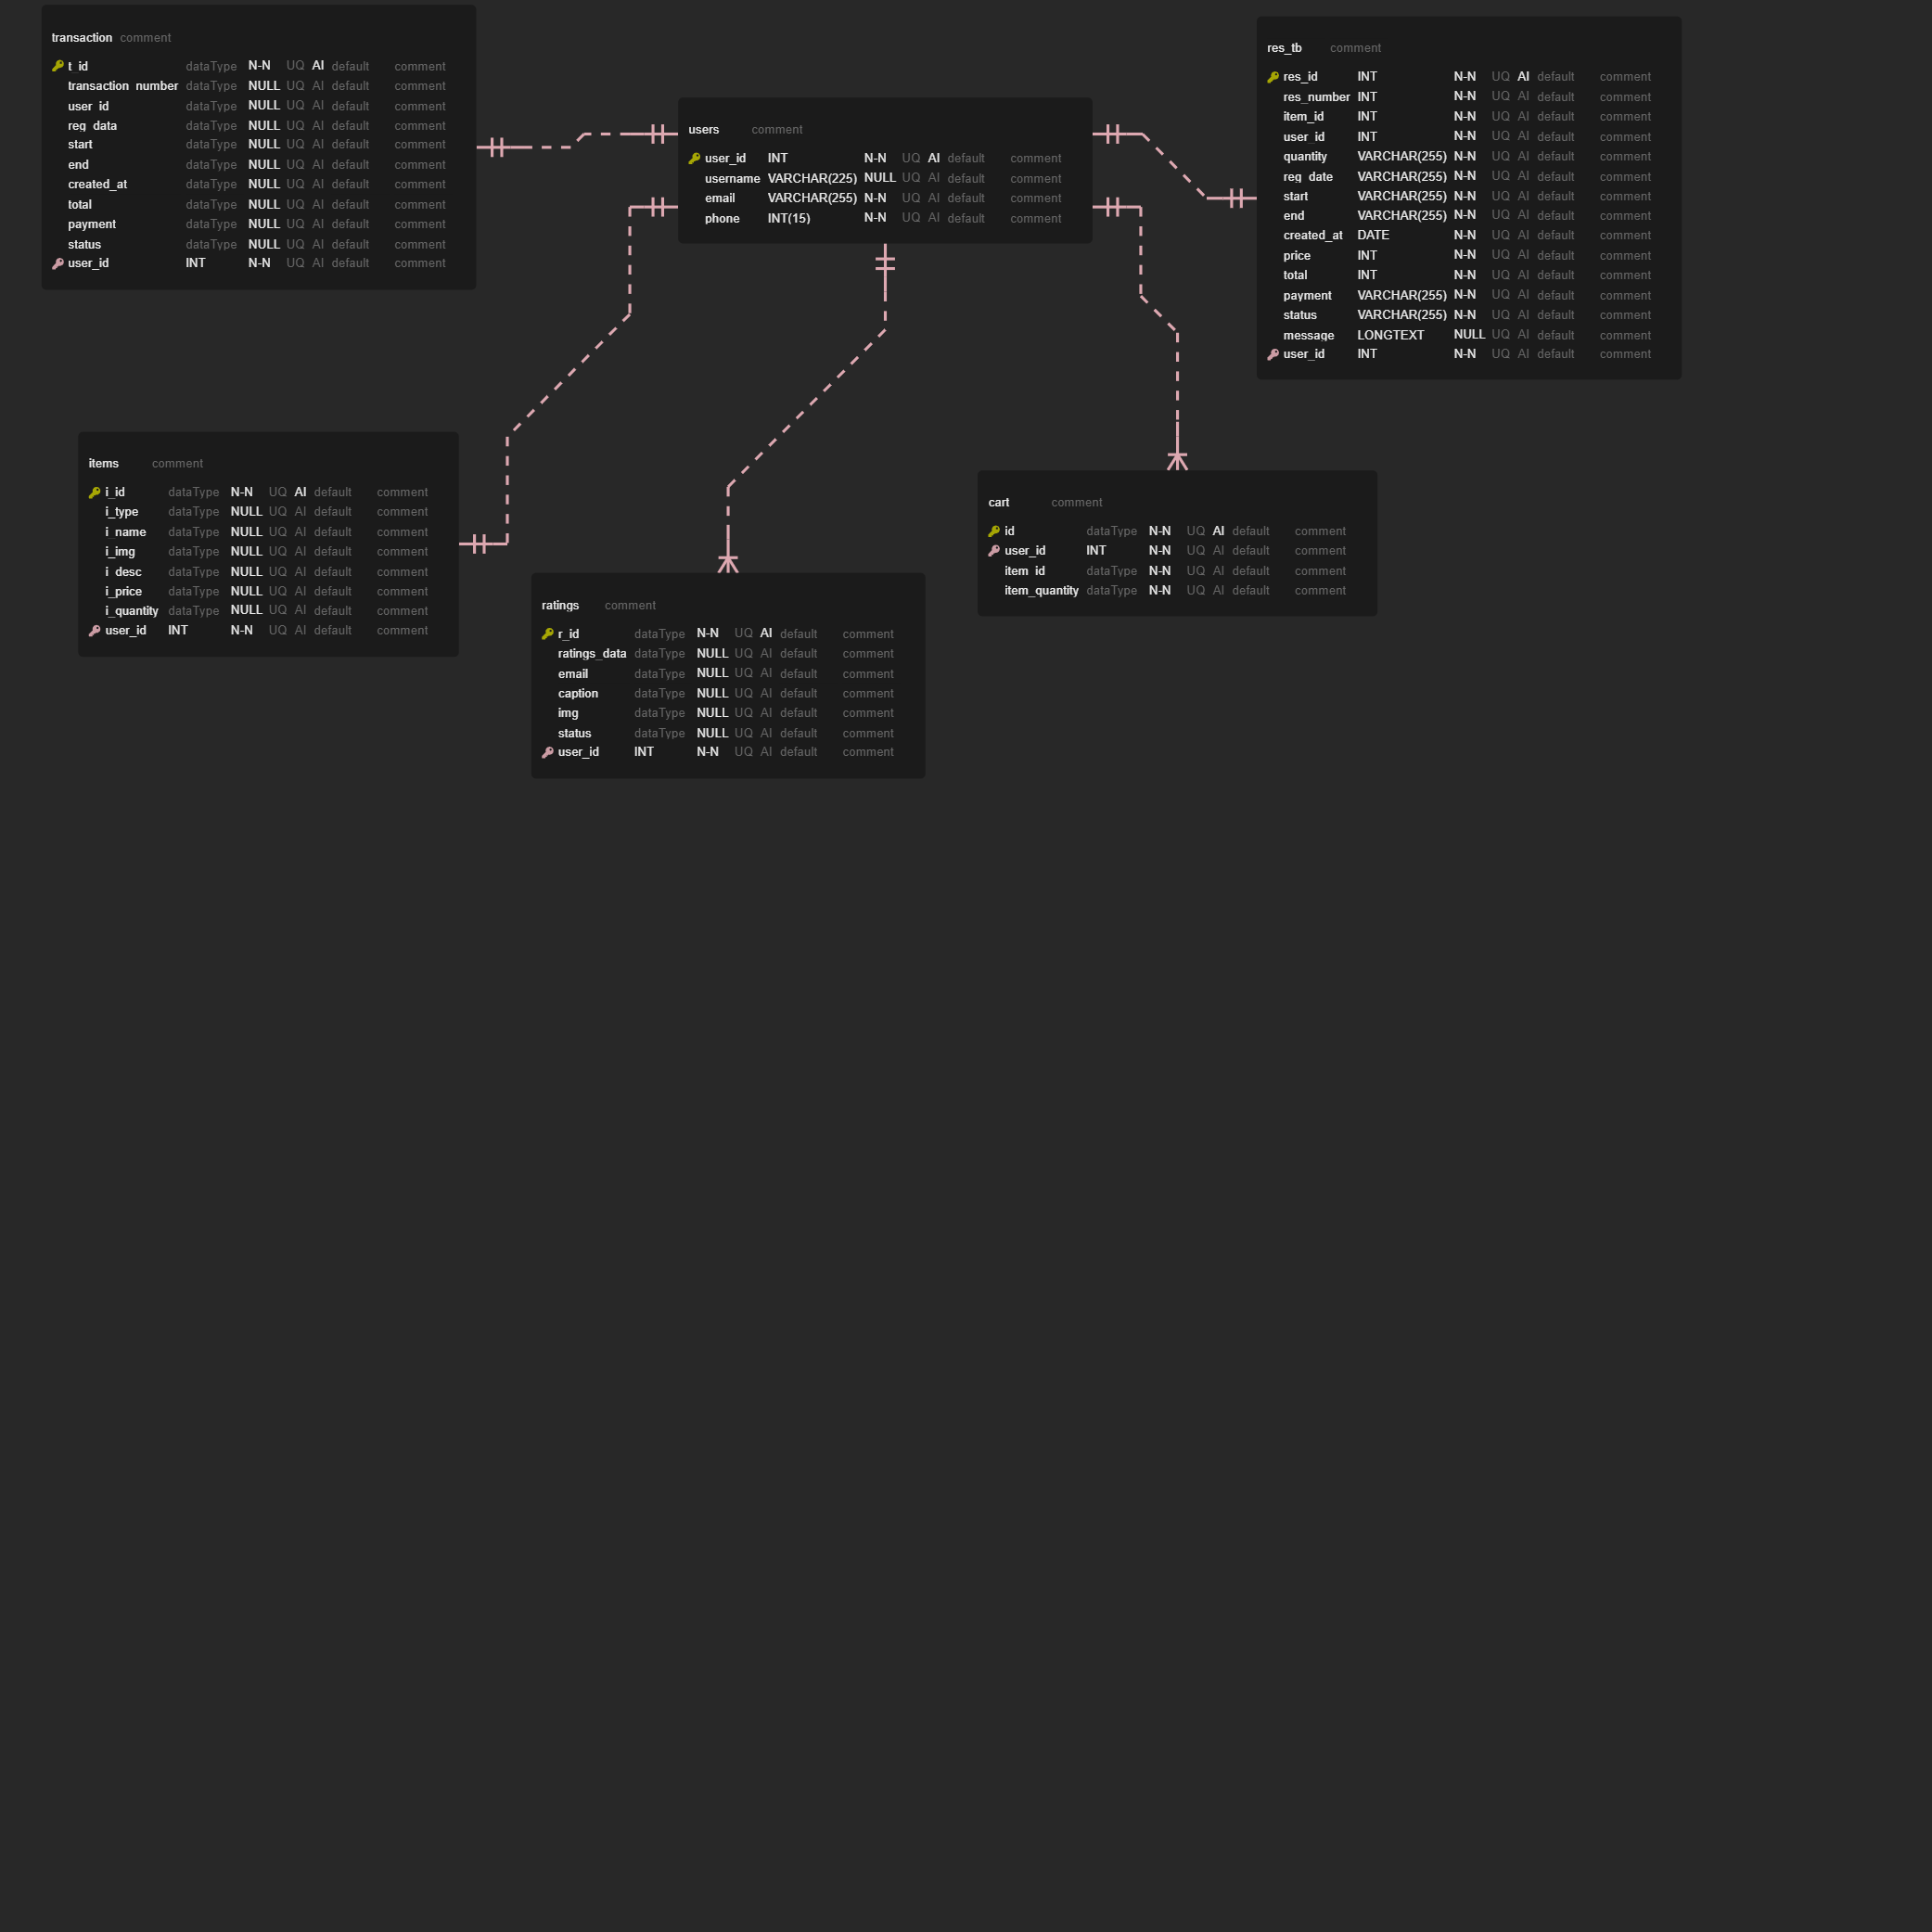 transaction comment
t_id dataType N-N UQ AI default comment
transaction_number dataType NULL UQ AI default comment
user_id dataType NULL UQ AI default comment
reg_data dataType NULL UQ AI default comment
start dataType NULL UQ AI default comment
end dataType NULL UQ AI default comment
created_at dataType NULL UQ AI default comment
total dataType NULL UQ AI default comment
payment dataType NULL UQ AI default comment
status dataType NULL UQ AI default comment
user_id INT N-N UQ AI default comment
users comment
user_id INT N-N UQ AI default comment
username VARCHAR(225) NULL UQ AI default comment
email VARCHAR(255) N-N UQ AI default comment
phone INT(15) N-N UQ AI default comment
res_tb comment
res_id INT N-N UQ AI default comment
res_number INT N-N UQ AI default comment
item_id INT N-N UQ AI default comment
user_id INT N-N UQ AI default comment
quantity VARCHAR(255) N-N UQ AI default comment
reg_date VARCHAR(255) N-N UQ AI default comment
start VARCHAR(255) N-N UQ AI default comment
end VARCHAR(255) N-N UQ AI default comment
created_at DATE N-N UQ AI default comment
price INT N-N UQ AI default comment
total INT N-N UQ AI default comment
payment VARCHAR(255) N-N UQ AI default comment
status VARCHAR(255) N-N UQ AI default comment
message LONGTEXT NULL UQ AI default comment
user_id INT N-N UQ AI default comment
items comment
i_id dataType N-N UQ AI default comment
i_type dataType NULL UQ AI default comment
i_name dataType NULL UQ AI default comment
i_img dataType NULL UQ AI default comment
i_desc dataType NULL UQ AI default comment
i_price dataType NULL UQ AI default comment
i_quantity dataType NULL UQ AI default comment
user_id INT N-N UQ AI default comment
ratings comment
r_id dataType N-N UQ AI default comment
ratings_data dataType NULL UQ AI default comment
email dataType NULL UQ AI default comment
caption dataType NULL UQ AI default comment
img dataType NULL UQ AI default comment
status dataType NULL UQ AI default comment
user_id INT N-N UQ AI default comment
cart comment
id dataType N-N UQ AI default comment
user_id INT N-N UQ AI default comment
item_id dataType N-N UQ AI default comment
item_quantity dataType N-N UQ AI default comment